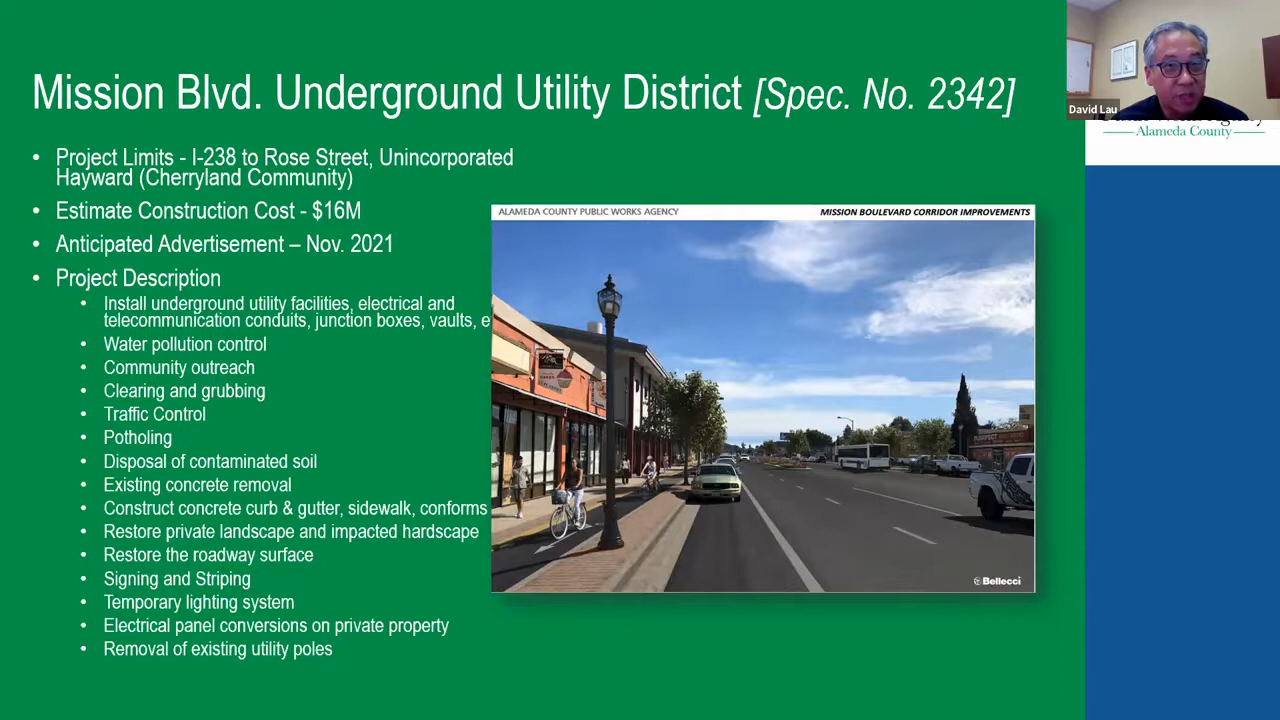 Mission Blvd. Underground Utility District [Spec. No. 2342]
David Lau
Alameda County
• Project Limits - I-238 to Rose Street, Unincorporated
Hayward (Cherryland Community)
• Estimate Construction Cost - $16M
• Anticipated Advertisement – Nov. 2021
• Project Description
• Install underground utility facilities, electrical and
telecommunication conduits, junction boxes, vaults, e
• Water pollution control
• Community outreach
• Clearing and grubbing
• Traffic Control
• Potholing
• Disposal of contaminated soil
• Existing concrete removal
• Construct concrete curb & gutter, sidewalk, conforms
• Restore private landscape and impacted hardscape
• Restore the roadway surface
• Signing and Striping
• Temporary lighting system
• Electrical panel conversions on private property
• Removal of existing utility poles
ALAMEDA COUNTY PUBLIC WORKS AGENCY
MISSION BOULEVARD CORRIDOR IMPROVEMENTS
Bellecci